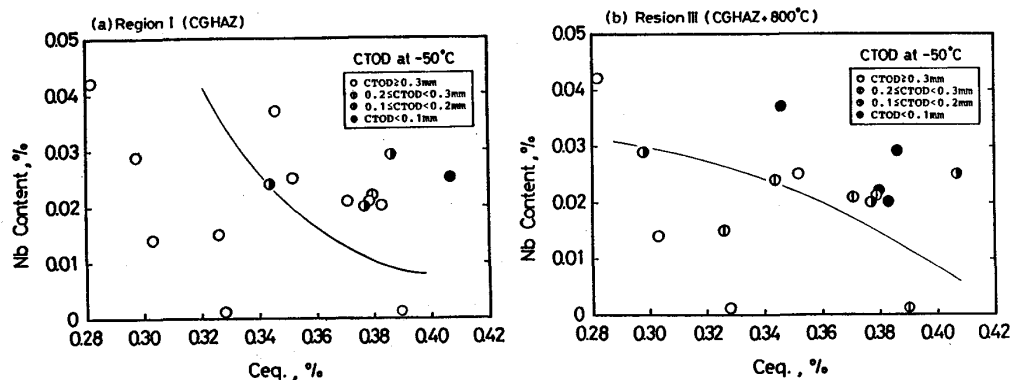 (a) Region I (CGHAZ)
0.05
0.04
0.03
0.02
0.01
0
Nb Content, %
CTOD at -50°C
CTOD≥0.3mm
0.2≤CTOD<0.3mm
0.1≤CTOD<0.2mm
CTOD<0.1mm
0.28
0.30
0.32
0.34
0.36
0.38
0.40
0.42
Ceq. , %
(b) Resion III (CGHAZ+800°C)
0.05
0.04
0.03
0.02
0.01
0
Nb Content, %
CTOD at -50°C
CTOD≥0.3mm
0.2≤CTOD<0.3mm
0.1≤CTOD<0.2mm
CTOD<0.1mm
0.28
0.30
0.32
0.34
0.36
0.38
0.40
0.42
Ceq. , %